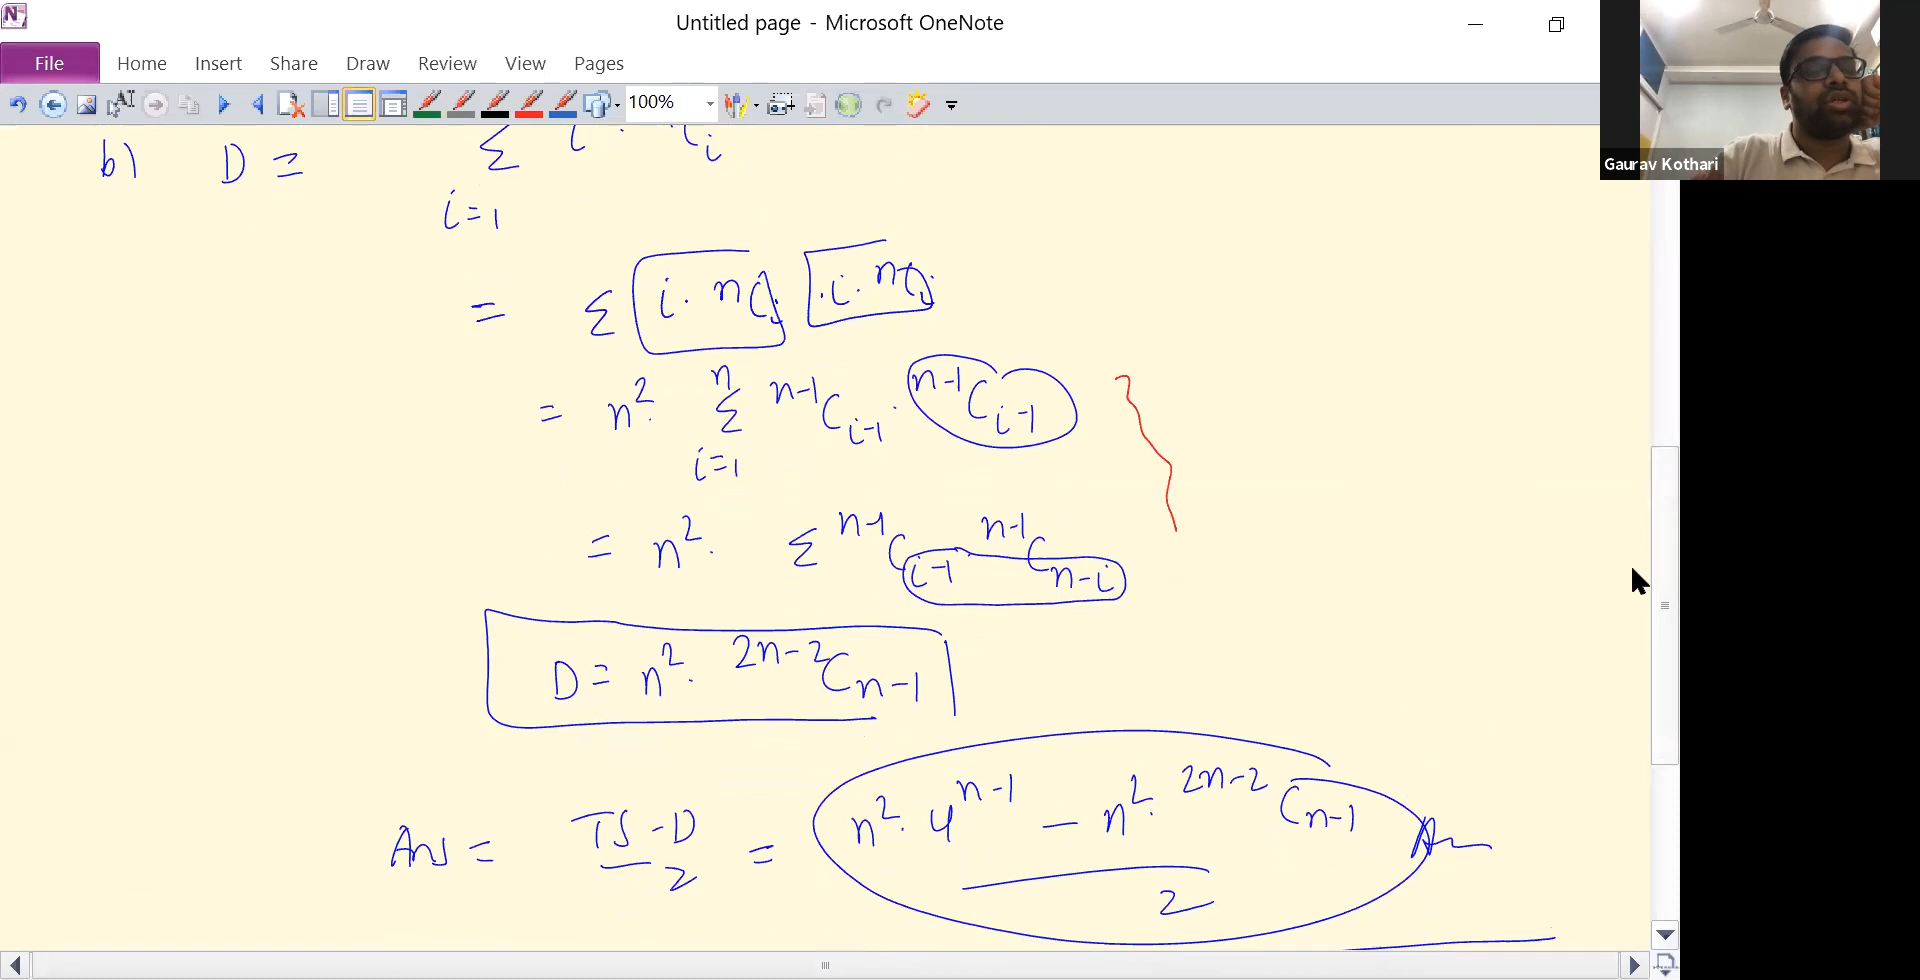 Untitled page - Microsoft OneNote
File Home Insert Share Draw Review View Pages
100%
Gaurav Kothari
b) D = Σ i
i=1
= Σ i· ⁿCᵢ ·i· ⁿCᵢ
= n²· Σ ⁿ⁻¹Cᵢ₋₁ · ⁿ⁻¹Cᵢ₋₁
n
i=1
= n²· Σ ⁿ⁻¹Cᵢ₋₁ · ⁿ⁻¹Cₙ₋ᵢ
D = n²· ²ⁿ⁻²Cₙ₋₁
Ans = TS - D / 2 = n²· 4ⁿ⁻¹ - n²· ²ⁿ⁻²Cₙ₋₁ / 2